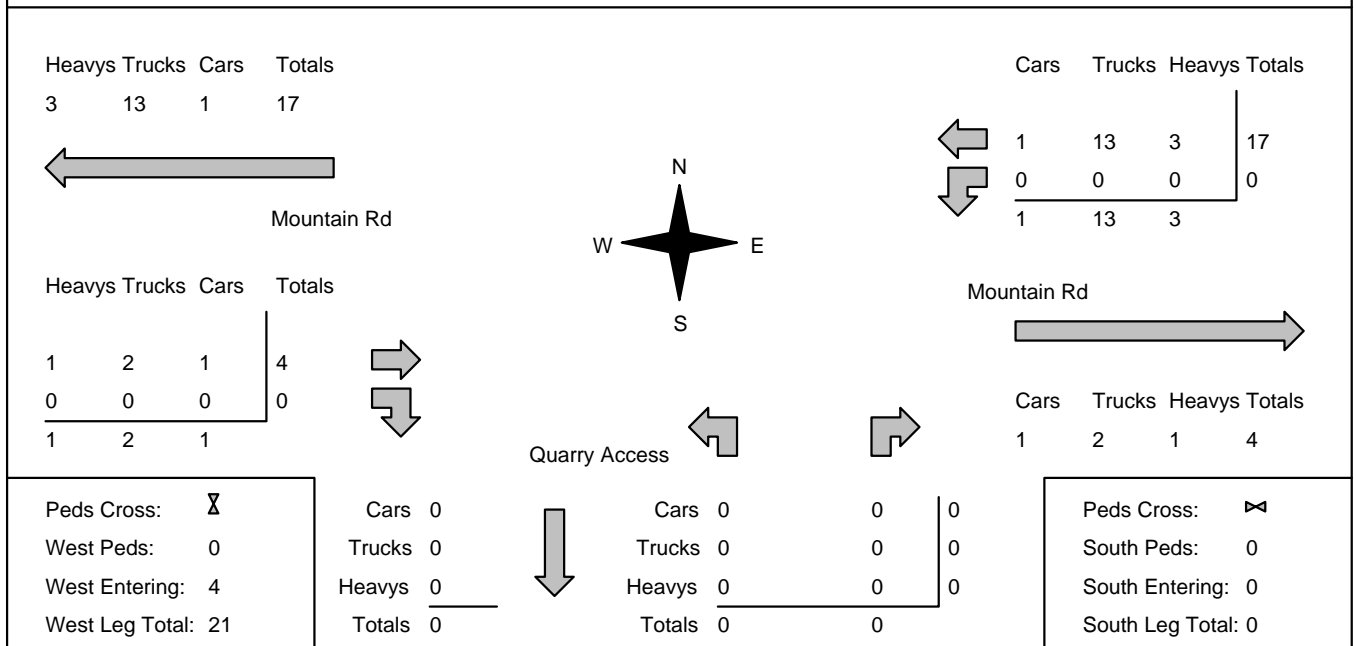 Heavys Trucks Cars Totals
3 13 1 17
Cars Trucks Heavys Totals
1 13 3 17
0 0 0 0
1 13 3
N
W E
S
Mountain Rd
Heavys Trucks Cars Totals
1 2 1 4
0 0 0 0
1 2 1
Mountain Rd
Cars Trucks Heavys Totals
1 2 1 4
Quarry Access
Peds Cross:
West Peds: 0
West Entering: 4
West Leg Total: 21
Cars 0
Trucks 0
Heavys 0
Totals 0
Cars 0 0 0
Trucks 0 0 0
Heavys 0 0 0
Totals 0 0
Peds Cross:
South Peds: 0
South Entering: 0
South Leg Total: 0